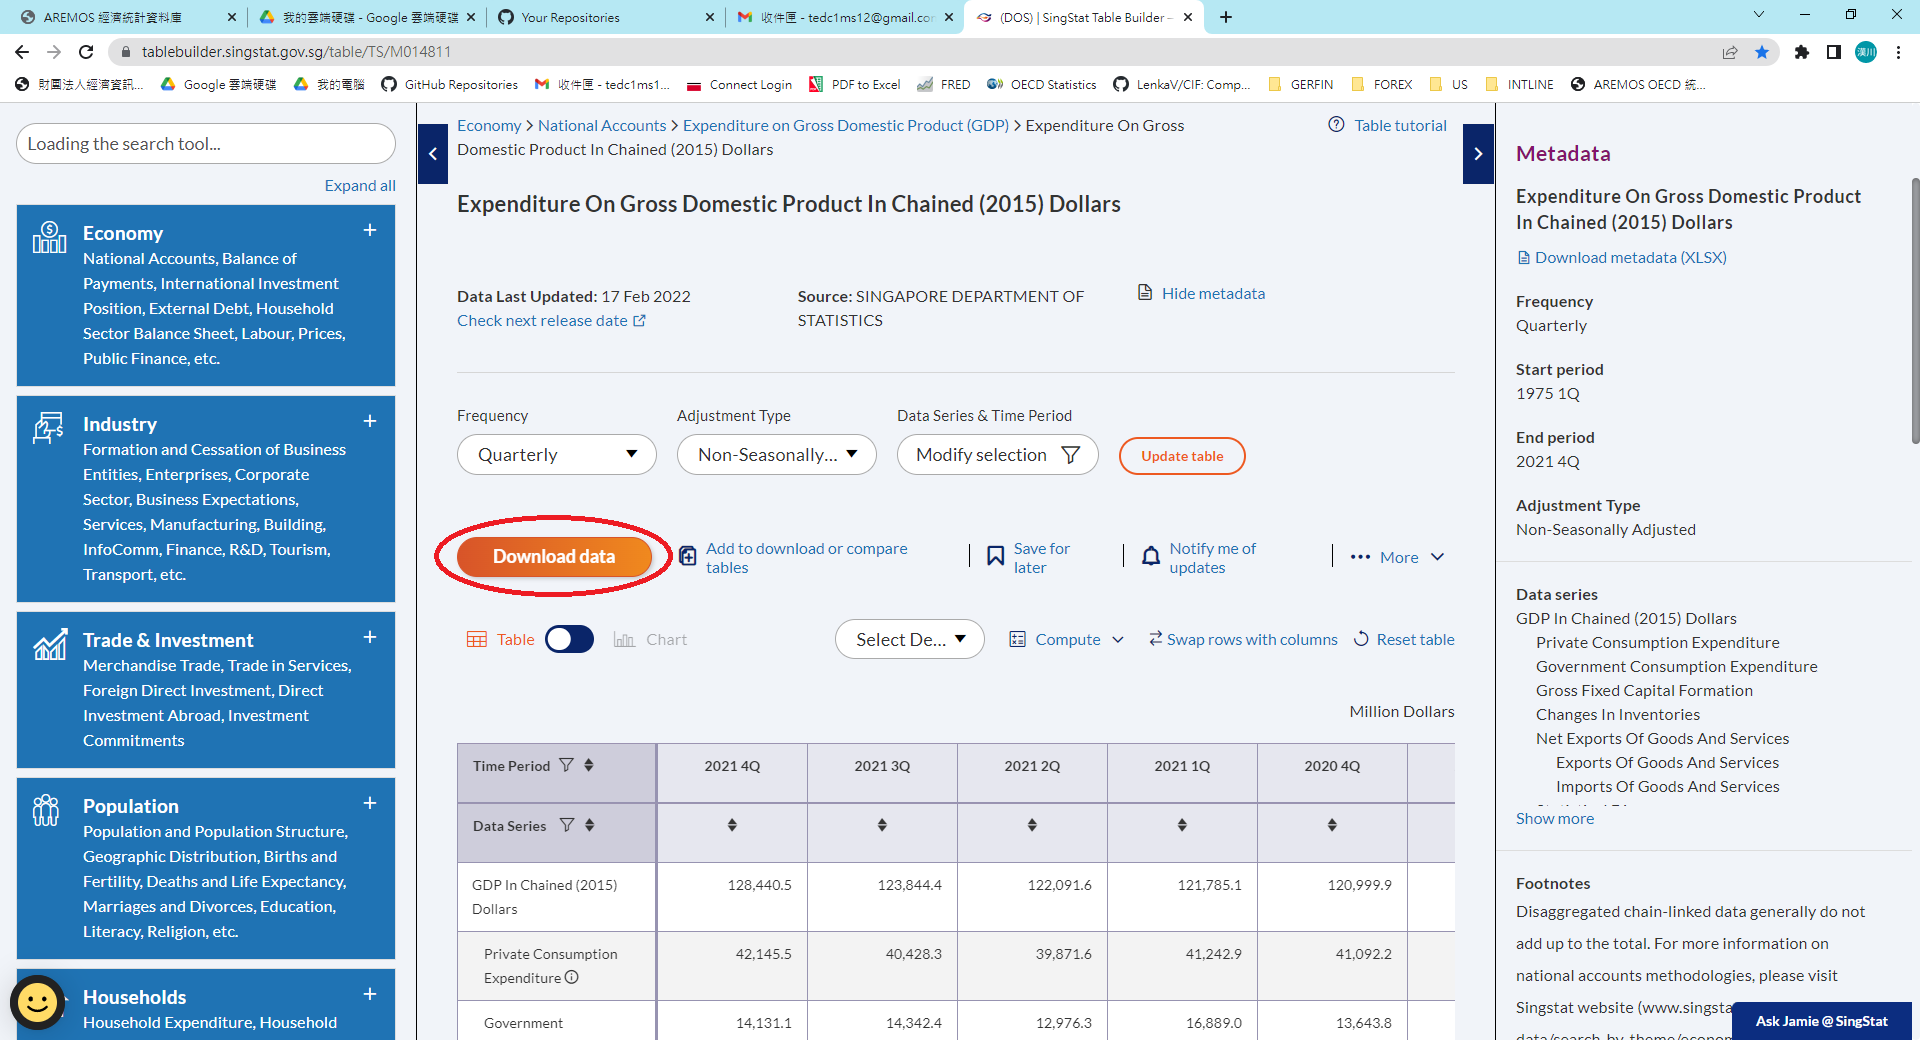 AREMOS 經濟統計資料庫
我的雲端硬碟 - Google 雲端硬碟
Your Repositories
收件匣 - tedc1ms12@gmail.co
(DOS) | SingStat Table Builder –
tablebuilder.singstat.gov.sg/table/TS/M014811
財團法人經濟資訊...
Google 雲端硬碟
我的電腦
GitHub Repositories
收件匣 - tedc1ms1...
Connect Login
PDF to Excel
FRED
OECD Statistics
LenkaV/CIF: Comp...
GERFIN
FOREX
US
INTLINE
AREMOS OECD 統...
Loading the search tool...
Expand all
Economy
National Accounts, Balance of
Payments, International Investment
Position, External Debt, Household
Sector Balance Sheet, Labour, Prices,
Public Finance, etc.
Industry
Formation and Cessation of Business
Entities, Enterprises, Corporate
Sector, Business Expectations,
Services, Manufacturing, Building,
InfoComm, Finance, R&D, Tourism,
Transport, etc.
Trade & Investment
Merchandise Trade, Trade in Services,
Foreign Direct Investment, Direct
Investment Abroad, Investment
Commitments
Population
Population and Population Structure,
Geographic Distribution, Births and
Fertility, Deaths and Life Expectancy,
Marriages and Divorces, Education,
Literacy, Religion, etc.
Households
Household Expenditure, Household
Economy > National Accounts > Expenditure on Gross Domestic Product (GDP) > Expenditure On Gross
Domestic Product In Chained (2015) Dollars
Table tutorial
Expenditure On Gross Domestic Product In Chained (2015) Dollars
Data Last Updated: 17 Feb 2022
Check next release date
Source: SINGAPORE DEPARTMENT OF
STATISTICS
Hide metadata
Frequency
Adjustment Type
Data Series & Time Period
Quarterly
Non-Seasonally...
Modify selection
Update table
Download data
Add to download or compare
tables
Save for
later
Notify me of
updates
More
Table
Chart
Select De...
Compute
Swap rows with columns
Reset table
Million Dollars
Time Period 2021 4Q 2021 3Q 2021 2Q 2021 1Q 2020 4Q
Data Series
GDP In Chained (2015)
Dollars
128,440.5 123,844.4 122,091.6 121,785.1 120,999.9
Private Consumption
Expenditure
42,145.5 40,428.3 39,871.6 41,242.9 41,092.2
Government 14,131.1 14,342.4 12,976.3 16,889.0 13,643.8
Metadata
Expenditure On Gross Domestic Product
In Chained (2015) Dollars
Download metadata (XLSX)
Frequency
Quarterly
Start period
1975 1Q
End period
2021 4Q
Adjustment Type
Non-Seasonally Adjusted
Data series
GDP In Chained (2015) Dollars
Private Consumption Expenditure
Government Consumption Expenditure
Gross Fixed Capital Formation
Changes In Inventories
Net Exports Of Goods And Services
Exports Of Goods And Services
Imports Of Goods And Services
Show more
Footnotes
Disaggregated chain-linked data generally do not
add up to the total. For more information on
national accounts methodologies, please visit
Singstat website (www.singsta
Ask Jamie @ SingStat